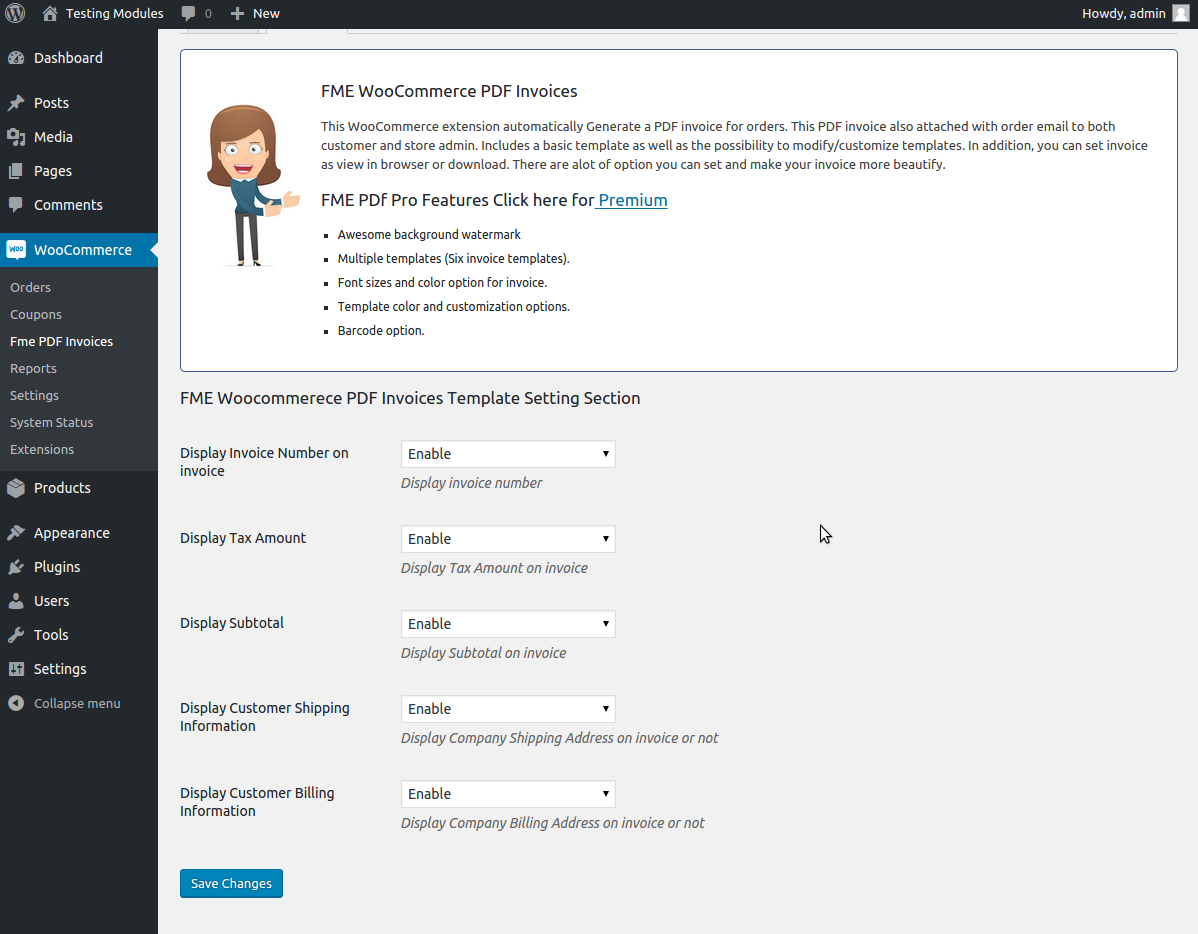 Testing Modules 0 New Howdy, admin
Dashboard
Posts
Media
Pages
Comments
woo WooCommerce
Orders
Coupons
Fme PDF Invoices
Reports
Settings
System Status
Extensions
Products
Appearance
Plugins
Users
Tools
Settings
Collapse menu
FME WooCommerce PDF Invoices
This WooCommerce extension automatically Generate a PDF invoice for orders. This PDF invoice also attached with order email to both
customer and store admin. Includes a basic template as well as the possibility to modify/customize templates. In addition, you can set invoice
as view in browser or download. There are alot of option you can set and make your invoice more beautify.
FME PDf Pro Features Click here for Premium
Awesome background watermark
Multiple templates (Six invoice templates).
Font sizes and color option for invoice.
Template color and customization options.
Barcode option.
FME Woocommerece PDF Invoices Template Setting Section
Display Invoice Number on
invoice
Enable
Display invoice number
Display Tax Amount
Enable
Display Tax Amount on invoice
Display Subtotal
Enable
Display Subtotal on invoice
Display Customer Shipping
Information
Enable
Display Company Shipping Address on invoice or not
Display Customer Billing
Information
Enable
Display Company Billing Address on invoice or not
Save Changes